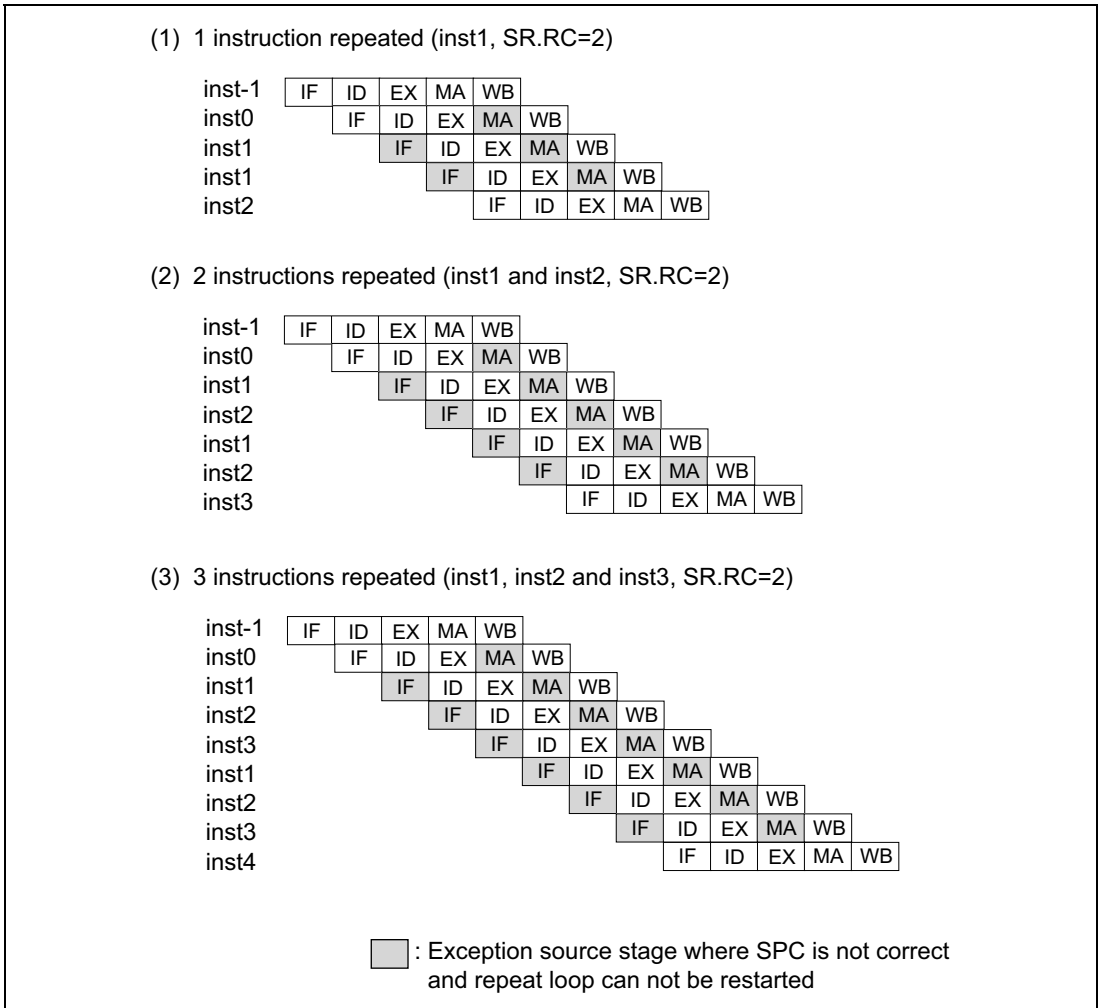 (1) 1 instruction repeated (inst1, SR.RC=2)
inst-1 IF ID EX MA WB
inst0 IF ID EX MA WB
inst1 IF ID EX MA WB
inst1 IF ID EX MA WB
inst2 IF ID EX MA WB
(2) 2 instructions repeated (inst1 and inst2, SR.RC=2)
inst-1 IF ID EX MA WB
inst0 IF ID EX MA WB
inst1 IF ID EX MA WB
inst2 IF ID EX MA WB
inst1 IF ID EX MA WB
inst2 IF ID EX MA WB
inst3 IF ID EX MA WB
(3) 3 instructions repeated (inst1, inst2 and inst3, SR.RC=2)
inst-1 IF ID EX MA WB
inst0 IF ID EX MA WB
inst1 IF ID EX MA WB
inst2 IF ID EX MA WB
inst3 IF ID EX MA WB
inst1 IF ID EX MA WB
inst2 IF ID EX MA WB
inst3 IF ID EX MA WB
inst4 IF ID EX MA WB
: Exception source stage where SPC is not correct
and repeat loop can not be restarted